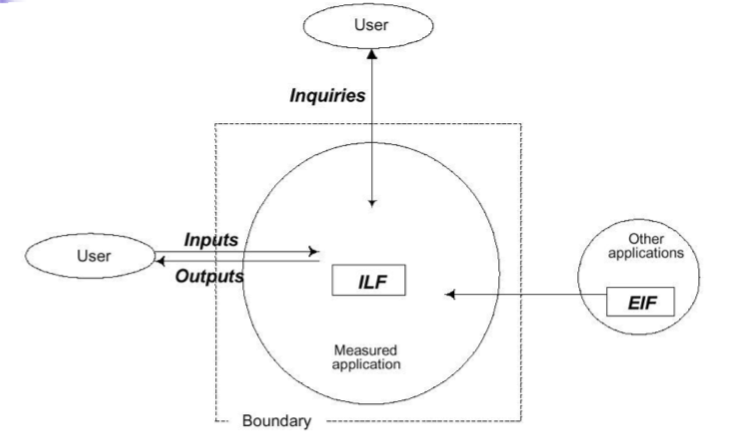 User
Inquiries
User
Inputs
Outputs
ILF
Measured
application
Other
applications
EIF
Boundary